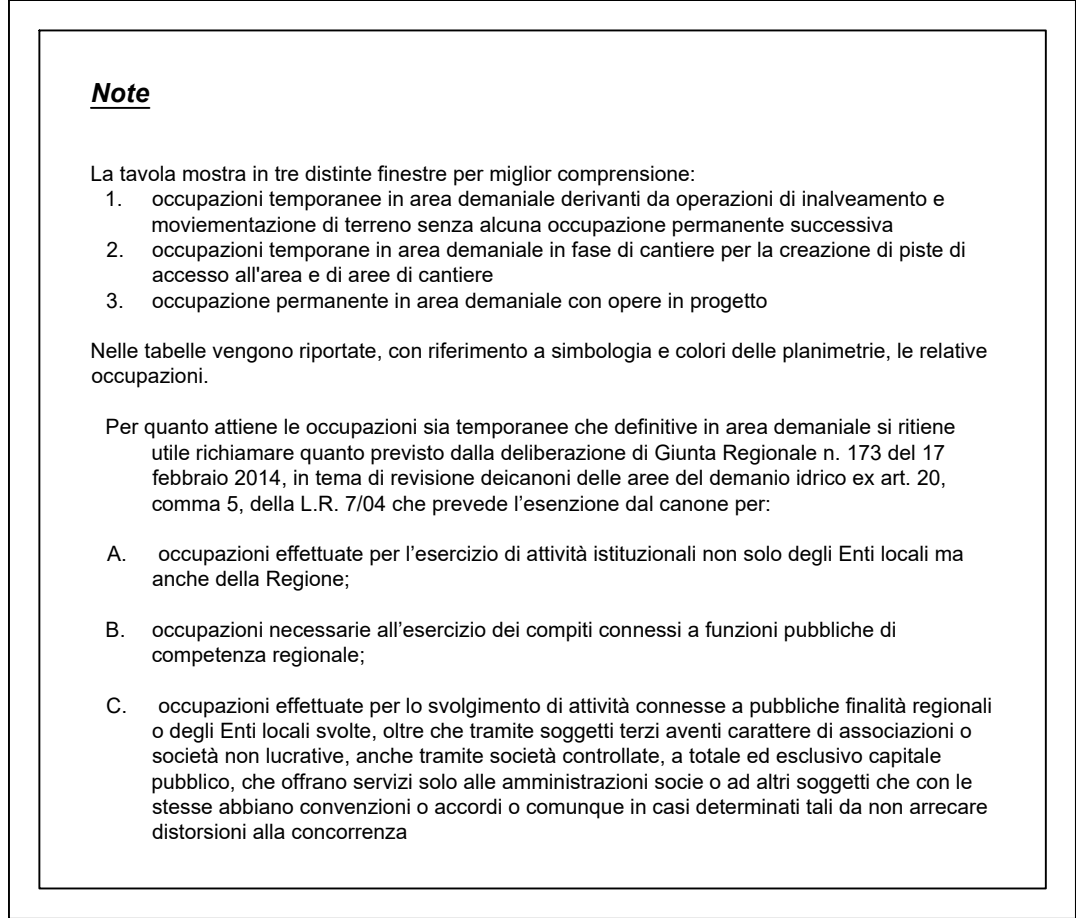 Note
La tavola mostra in tre distinte finestre per miglior comprensione:
1. occupazioni temporanee in area demaniale derivanti da operazioni di inalveamento e
moviementazione di terreno senza alcuna occupazione permanente successiva
2. occupazioni temporane in area demaniale in fase di cantiere per la creazione di piste di
accesso all'area e di aree di cantiere
3. occupazione permanente in area demaniale con opere in progetto
Nelle tabelle vengono riportate, con riferimento a simbologia e colori delle planimetrie, le relative
occupazioni.
Per quanto attiene le occupazioni sia temporanee che definitive in area demaniale si ritiene
utile richiamare quanto previsto dalla deliberazione di Giunta Regionale n. 173 del 17
febbraio 2014, in tema di revisione deicanoni delle aree del demanio idrico ex art. 20,
comma 5, della L.R. 7/04 che prevede l’esenzione dal canone per:
A. occupazioni effettuate per l’esercizio di attività istituzionali non solo degli Enti locali ma
anche della Regione;
B. occupazioni necessarie all’esercizio dei compiti connessi a funzioni pubbliche di
competenza regionale;
C. occupazioni effettuate per lo svolgimento di attività connesse a pubbliche finalità regionali
o degli Enti locali svolte, oltre che tramite soggetti terzi aventi carattere di associazioni o
società non lucrative, anche tramite società controllate, a totale ed esclusivo capitale
pubblico, che offrano servizi solo alle amministrazioni socie o ad altri soggetti che con le
stesse abbiano convenzioni o accordi o comunque in casi determinati tali da non arrecare
distorsioni alla concorrenza